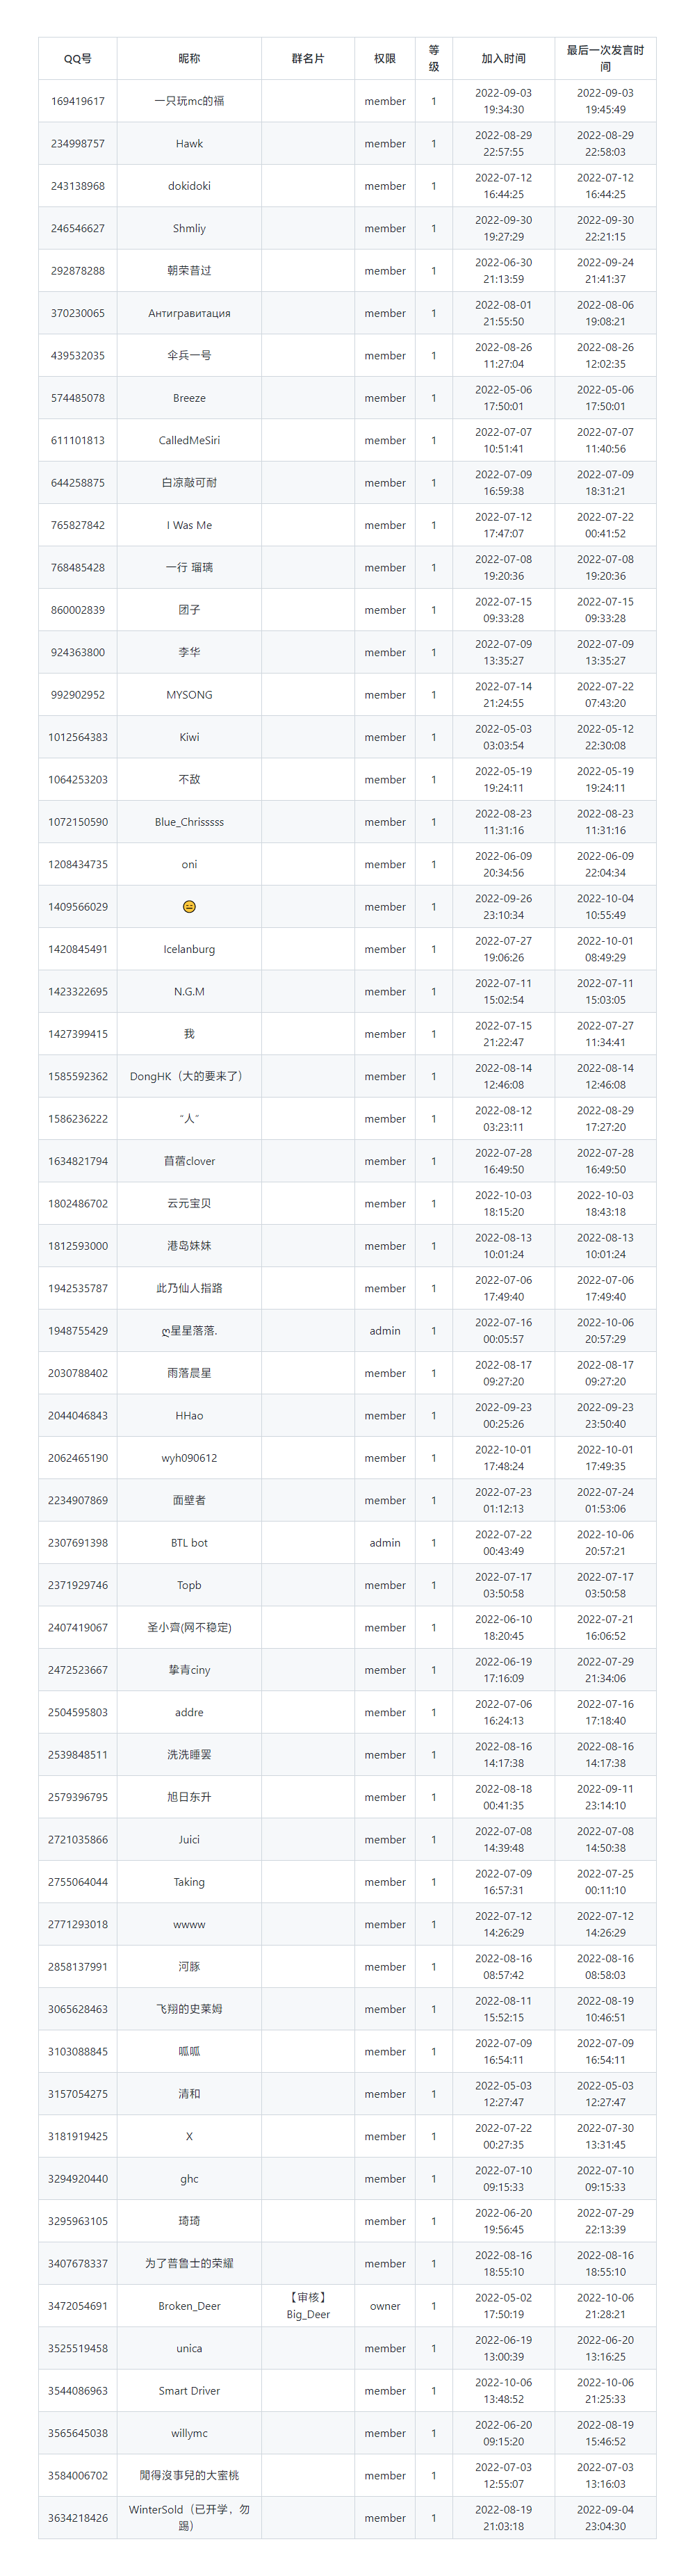 QQ号 昵称 群名片 权限 等级 加入时间 最后一次发言时间
169419617 一只玩mc的福 member 1 2022-09-03 19:34:30 2022-09-03 19:45:49
234998757 Hawk member 1 2022-08-29 22:57:55 2022-08-29 22:58:03
243138968 dokidoki member 1 2022-07-12 16:44:25 2022-07-12 16:44:25
246546627 Shmliy member 1 2022-09-30 19:27:29 2022-09-30 22:21:15
292878288 朝荣昔过 member 1 2022-06-30 21:13:59 2022-09-24 21:41:37
370230065 Антигравитация member 1 2022-08-01 21:55:50 2022-08-06 19:08:21
439532035 伞兵一号 member 1 2022-08-26 11:27:04 2022-08-26 12:02:35
574485078 Breeze member 1 2022-05-06 17:50:01 2022-05-06 17:50:01
611101813 CalledMeSiri member 1 2022-07-07 10:51:41 2022-07-07 11:40:56
644258875 白凉敲可耐 member 1 2022-07-09 16:59:38 2022-07-09 18:31:21
765827842 I Was Me member 1 2022-07-12 17:47:07 2022-07-22 00:41:52
768485428 一行 瑠璃 member 1 2022-07-08 19:20:36 2022-07-08 19:20:36
860002839 团子 member 1 2022-07-15 09:33:28 2022-07-15 09:33:28
924363800 李华 member 1 2022-07-09 13:35:27 2022-07-09 13:35:27
992902952 MYSONG member 1 2022-07-14 21:24:55 2022-07-22 07:43:20
1012564383 Kiwi member 1 2022-05-03 03:03:54 2022-05-12 22:30:08
1064253203 不敌 member 1 2022-05-19 19:24:11 2022-05-19 19:24:11
1072150590 Blue_Chrisssss member 1 2022-08-23 11:31:16 2022-08-23 11:31:16
1208434735 oni member 1 2022-06-09 20:34:56 2022-06-09 22:04:34
1409566029 😑 member 1 2022-09-26 23:10:34 2022-10-04 10:55:49
1420845491 Icelanburg member 1 2022-07-27 19:06:26 2022-10-01 08:49:29
1423322695 N.G.M member 1 2022-07-11 15:02:54 2022-07-11 15:03:05
1427399415 我 member 1 2022-07-15 21:22:47 2022-07-27 11:34:41
1585592362 DongHK（大的要来了） member 1 2022-08-14 12:46:08 2022-08-14 12:46:08
1586236222 “人” member 1 2022-08-12 03:23:11 2022-08-29 17:27:20
1634821794 苜蓿clover member 1 2022-07-28 16:49:50 2022-07-28 16:49:50
1802486702 云元宝贝 member 1 2022-10-03 18:15:20 2022-10-03 18:43:18
1812593000 港岛妹妹 member 1 2022-08-13 10:01:24 2022-08-13 10:01:24
1942535787 此乃仙人指路 member 1 2022-07-06 17:49:40 2022-07-06 17:49:40
1948755429 ღ星星落落. admin 1 2022-07-16 00:05:57 2022-10-06 20:57:29
2030788402 雨落晨星 member 1 2022-08-17 09:27:20 2022-08-17 09:27:20
2044046843 HHao member 1 2022-09-23 00:25:26 2022-09-23 23:50:40
2062465190 wyh090612 member 1 2022-10-01 17:48:24 2022-10-01 17:49:35
2234907869 面壁者 member 1 2022-07-23 01:12:13 2022-07-24 01:53:06
2307691398 BTL bot admin 1 2022-07-22 00:43:49 2022-10-06 20:57:21
2371929746 Topb member 1 2022-07-17 03:50:58 2022-07-17 03:50:58
2407419067 圣小齊(网不稳定) member 1 2022-06-10 18:20:45 2022-07-21 16:06:52
2472523667 挚青ciny member 1 2022-06-19 17:16:09 2022-07-29 21:34:06
2504595803 addre member 1 2022-07-06 16:24:13 2022-07-16 17:18:40
2539848511 洗洗睡罢 member 1 2022-08-16 14:17:38 2022-08-16 14:17:38
2579396795 旭日东升 member 1 2022-08-18 00:41:35 2022-09-11 23:14:10
2721035866 Juici member 1 2022-07-08 14:39:48 2022-07-08 14:50:38
2755064044 Taking member 1 2022-07-09 16:57:31 2022-07-25 00:11:10
2771293018 wwww member 1 2022-07-12 14:26:29 2022-07-12 14:26:29
2858137991 河豚 member 1 2022-08-16 08:57:42 2022-08-16 08:58:03
3065628463 飞翔的史莱姆 member 1 2022-08-11 15:52:15 2022-08-19 10:46:51
3103088845 呱呱 member 1 2022-07-09 16:54:11 2022-07-09 16:54:11
3157054275 清和 member 1 2022-05-03 12:27:47 2022-05-03 12:27:47
3181919425 X member 1 2022-07-22 00:27:35 2022-07-30 13:31:45
3294920440 ghc member 1 2022-07-10 09:15:33 2022-07-10 09:15:33
3295963105 琦琦 member 1 2022-06-20 19:56:45 2022-07-29 22:13:39
3407678337 为了普鲁士的荣耀 member 1 2022-08-16 18:55:10 2022-08-16 18:55:10
3472054691 Broken_Deer 【审核】Big_Deer owner 1 2022-05-02 17:50:19 2022-10-06 21:28:21
3525519458 unica member 1 2022-06-19 13:00:39 2022-06-20 13:16:25
3544086963 Smart Driver member 1 2022-10-06 13:48:52 2022-10-06 21:25:33
3565645038 willymc member 1 2022-06-20 09:15:20 2022-08-19 15:46:52
3584006702 閒得沒事兒的大蜜桃 member 1 2022-07-03 12:55:07 2022-07-03 13:16:03
3634218426 WinterSold（已开学，勿踢） member 1 2022-08-19 21:03:18 2022-09-04 23:04:30